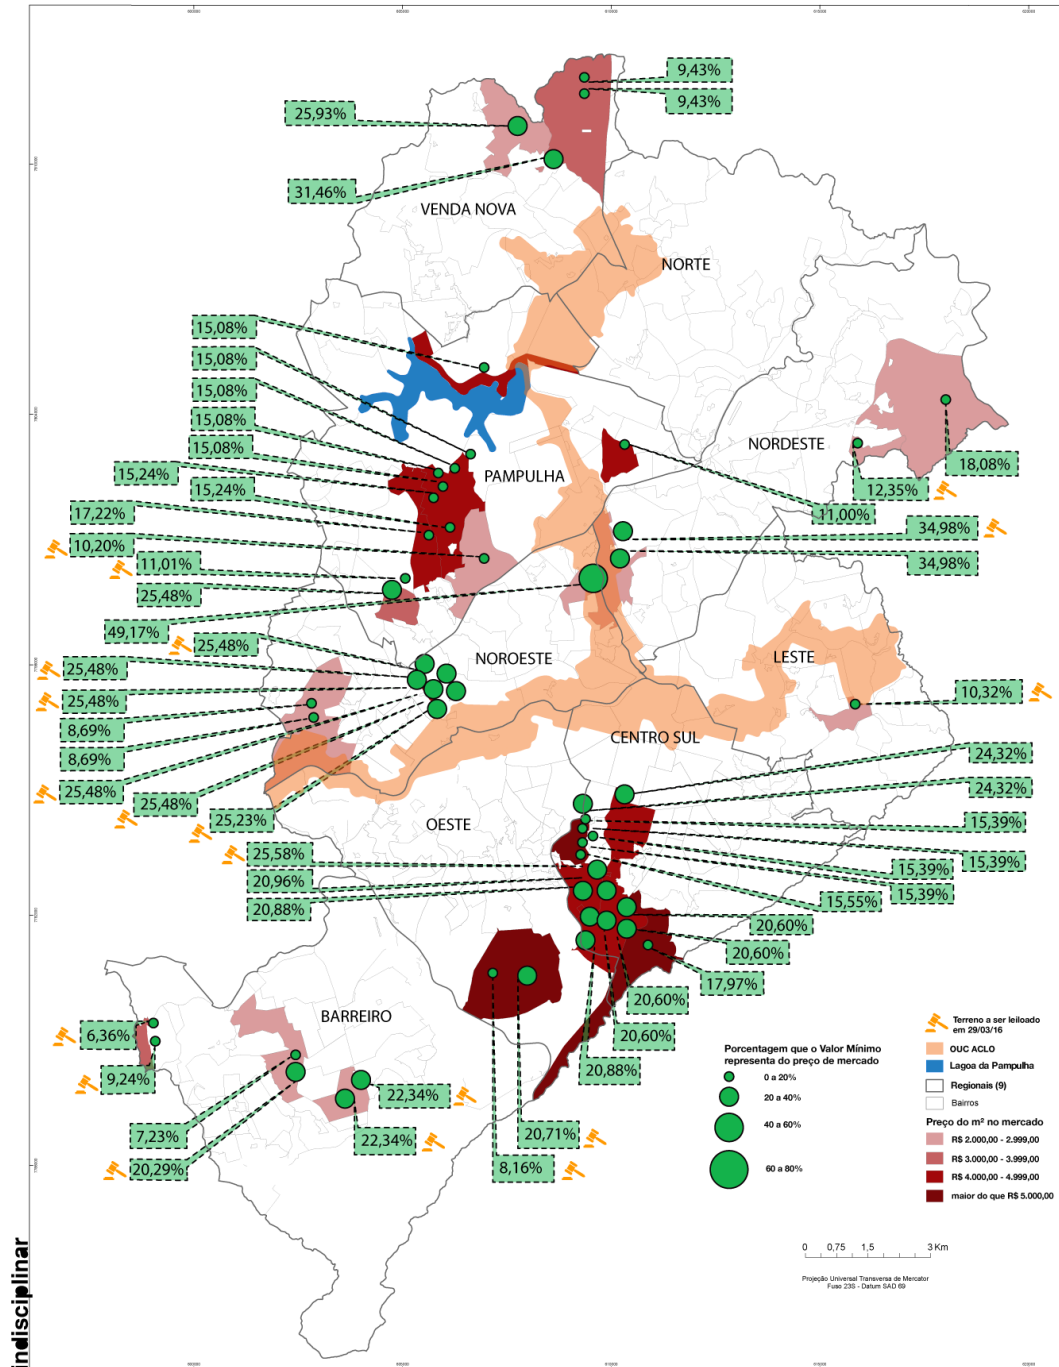 9,43%
9,43%
25,93%
31,46%
VENDA NOVA
NORTE
15,08%
15,08%
15,08%
15,08%
15,08%
15,24%
15,24%
17,22%
10,20%
11,01%
25,48%
49,17%
PAMPULHA
NORDESTE
18,08%
12,35%
11,00%
34,98%
34,98%
25,48%
25,48%
25,48%
8,69%
8,69%
25,48%
25,48%
25,23%
NOROESTE
LESTE
10,32%
CENTRO SUL
24,32%
24,32%
15,39%
15,39%
15,39%
15,39%
15,55%
OESTE
25,58%
20,96%
20,88%
20,60%
20,60%
17,97%
20,60%
20,60%
20,88%
BARREIRO
6,36%
9,24%
7,23%
20,29%
22,34%
22,34%
20,71%
8,16%
Porcentagem que o Valor Mínimo
representa do preço de mercado
0 a 20%
20 a 40%
40 a 60%
60 a 80%
Terreno a ser leiloado
em 29/03/16
OUC ACLO
Lagoa da Pampulha
Regionais (9)
Bairros
Preço do m² no mercado
R$ 2.000,00 - 2.999,00
R$ 3.000,00 - 3.999,00
R$ 4.000,00 - 4.999,00
maior do que R$ 5.000,00
0 0,75 1,5 3 Km
Projeção Universal Transversa de Mercator
Fuso 23S - Datum SAD 69
indisciplinar